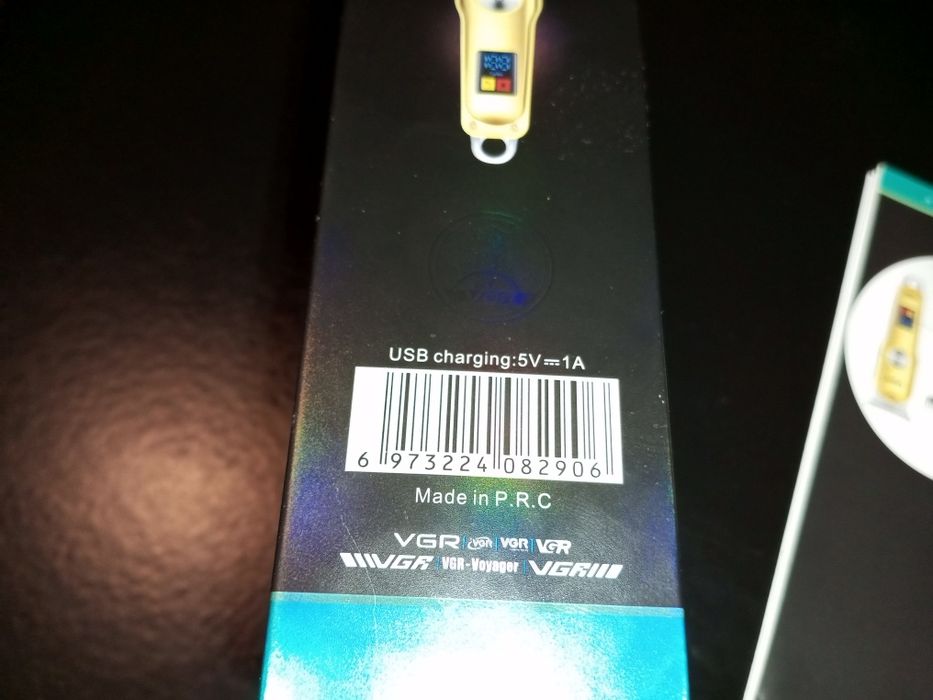 USB charging:5V⎓1A
6 973224 082906
Made in P.R.C
VGR VGR VGR VGR
VGR VGR-Voyager VGR